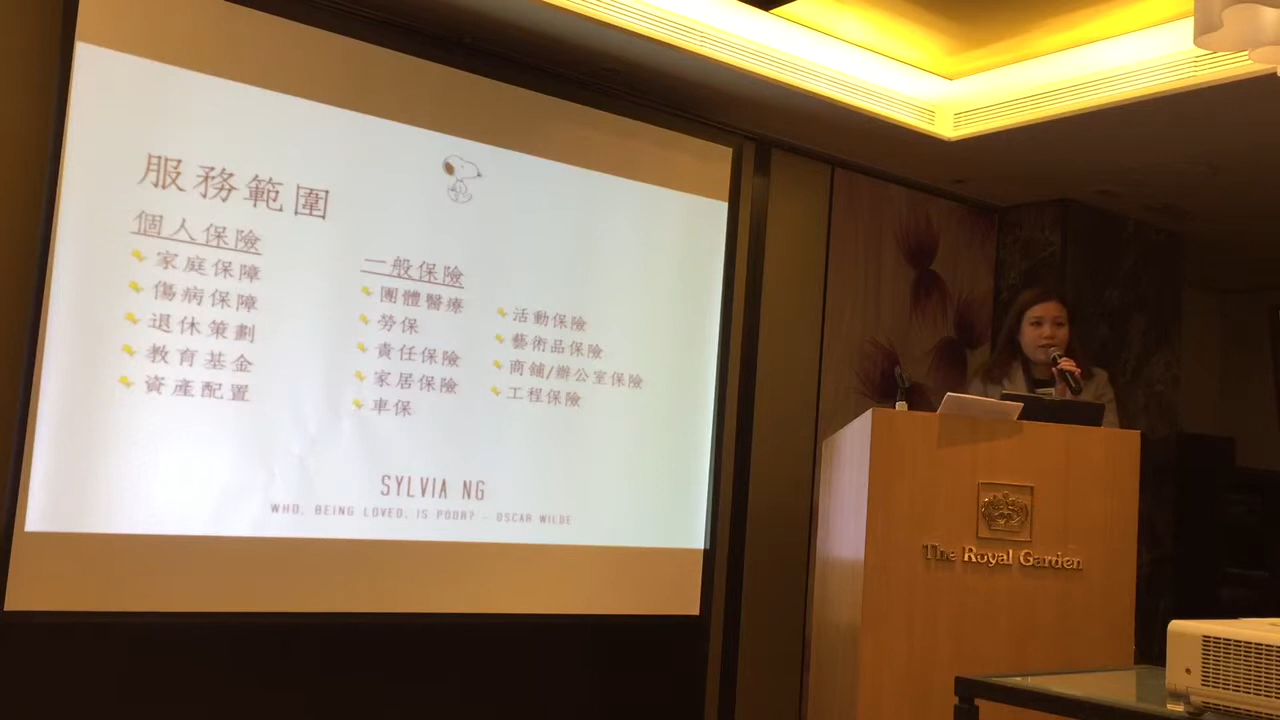 服務範圍
個人保險
家庭保障
傷病保障
退休策劃
教育基金
資產配置
一般保險
團體醫療
勞保
責任保險
家居保險
車保
活動保險
藝術品保險
商舖/辦公室保險
工程保險
SYLVIA NG
WHO, BEING LOVED, IS POOR? - OSCAR WILDE
The Royal Garden